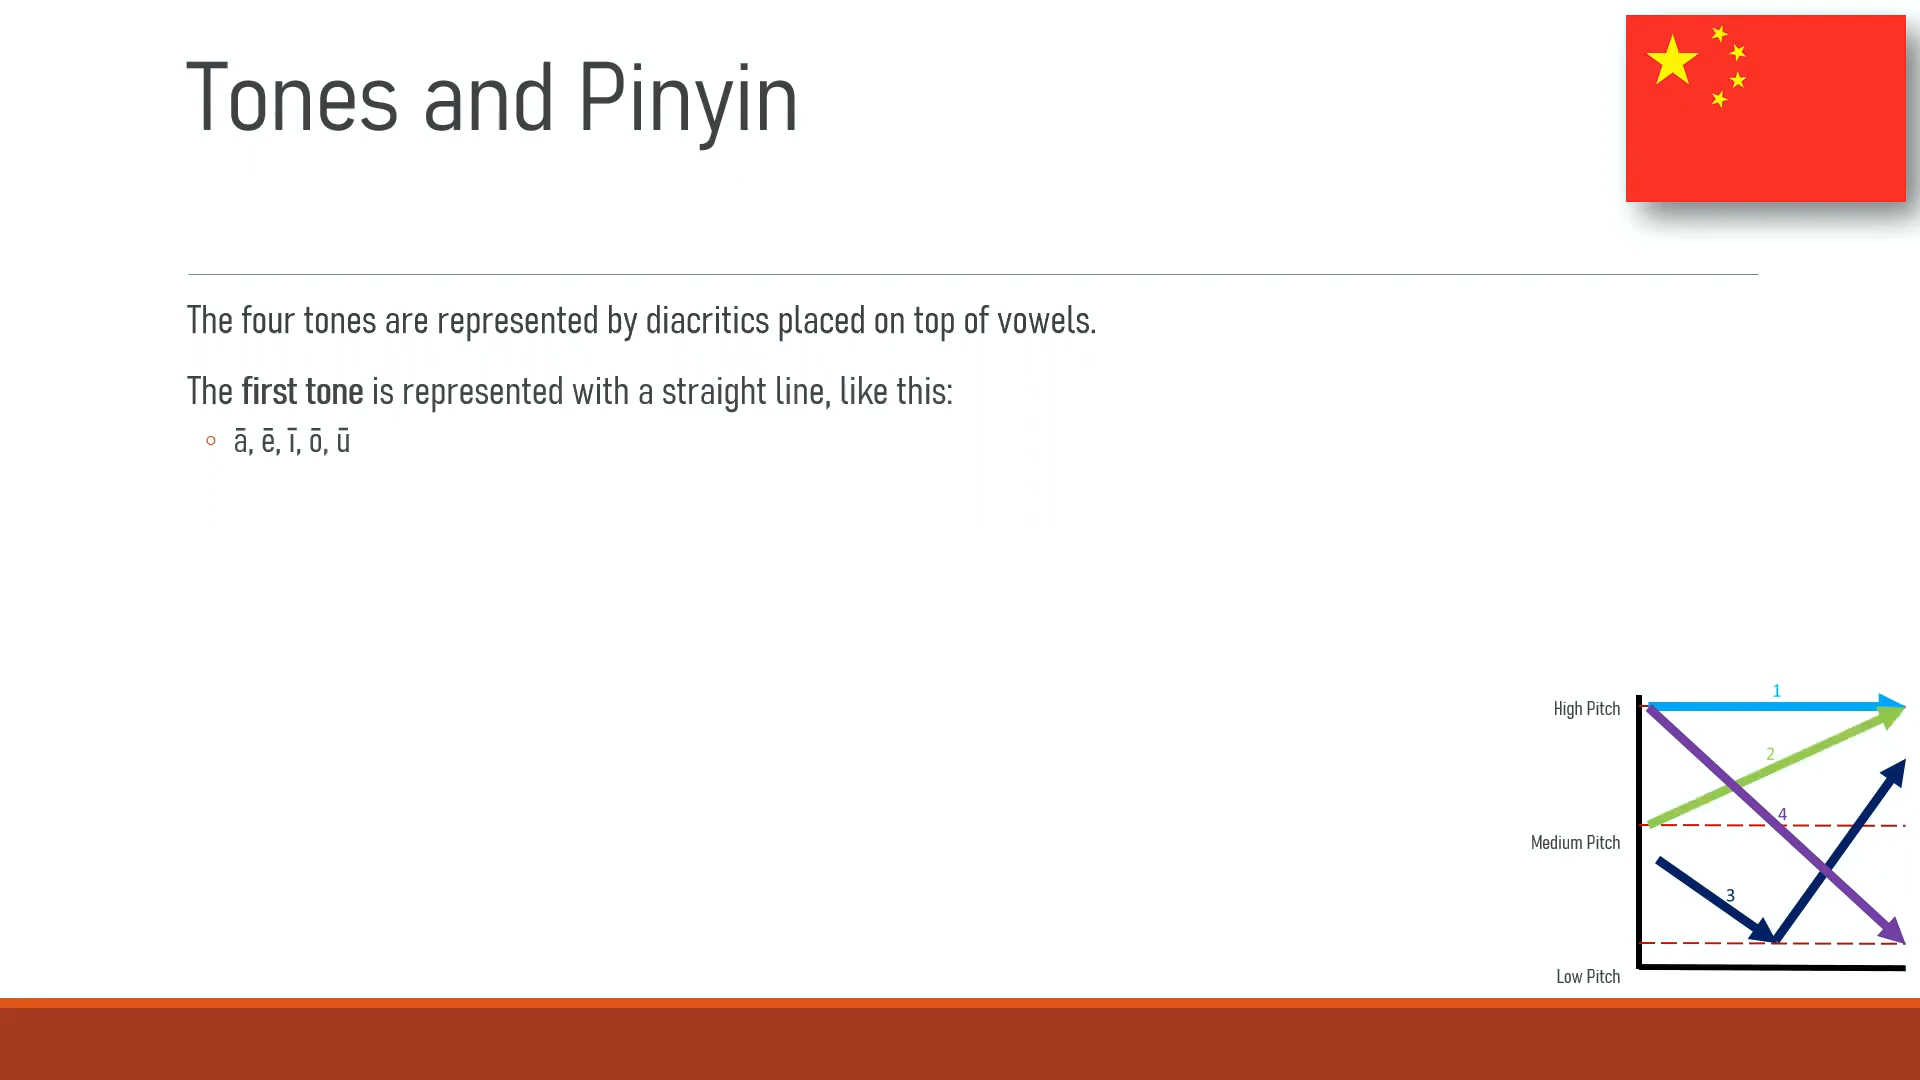 Tones and Pinyin
The four tones are represented by diacritics placed on top of vowels.
The first tone is represented with a straight line, like this:
ā, ē, ī, ō, ū
1
High Pitch
2
4
Medium Pitch
3
Low Pitch